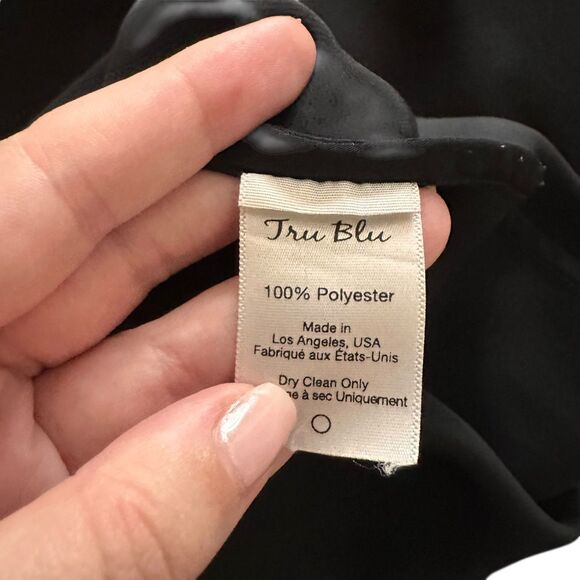 Tru Blu
100% Polyester
Made in
Los Angeles, USA
Fabriqué aux États-Unis
Dry Clean Only
à sec Uniquement